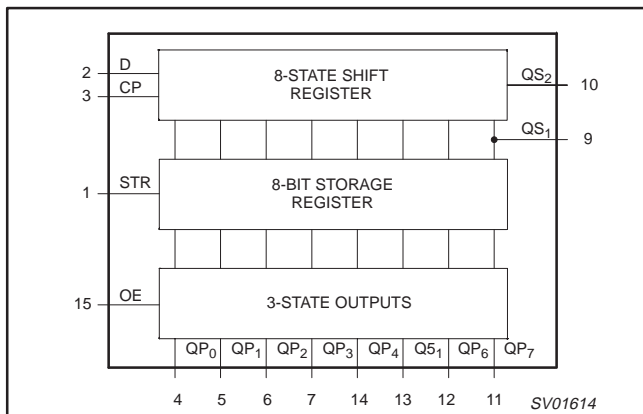 2 D
3 CP
8-STATE SHIFT
REGISTER
QS2 10
QS1 9
1 STR
8-BIT STORAGE
REGISTER
15 OE
3-STATE OUTPUTS
QP0 QP1 QP2 QP3 QP4 Q51 QP6 QP7
4 5 6 7 14 13 12 11
SV01614